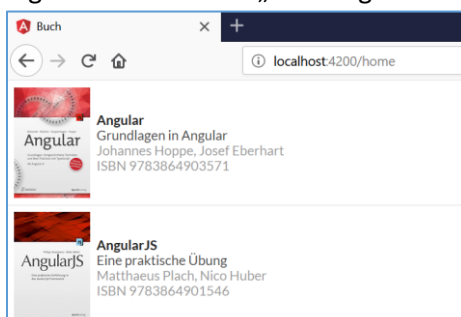 Buch
localhost:4200/home
Angular
Angular
Grundlagen in Angular
Johannes Hoppe, Josef Eberhart
ISBN 9783864903571
AngularJS
AngularJS
Eine praktische Übung
Matthaeus Plach, Nico Huber
ISBN 9783864901546